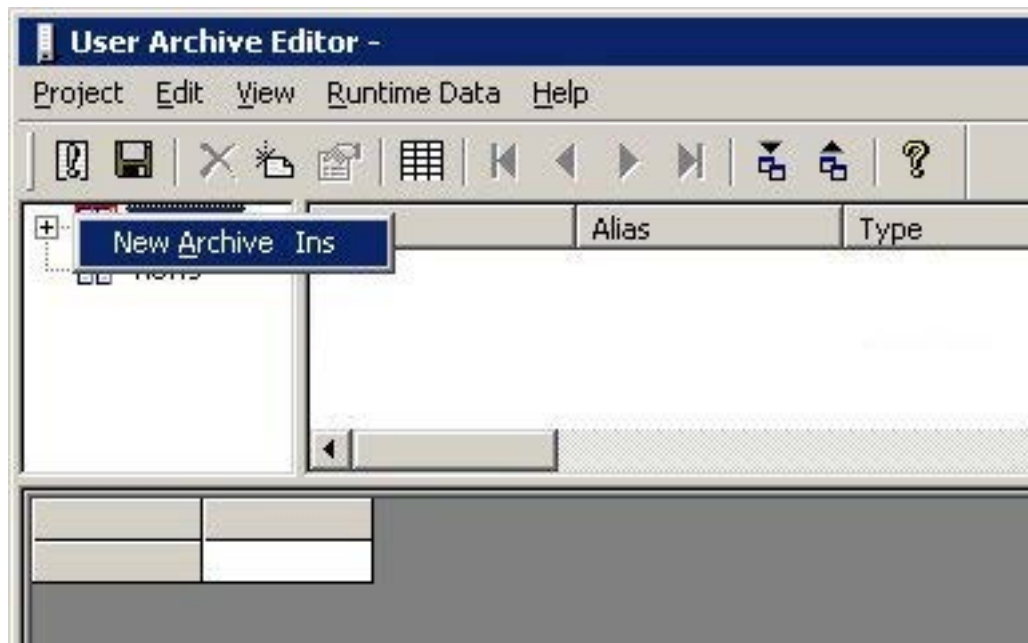 User Archive Editor -
Project Edit View Runtime Data Help
Alias Type
New Archive Ins